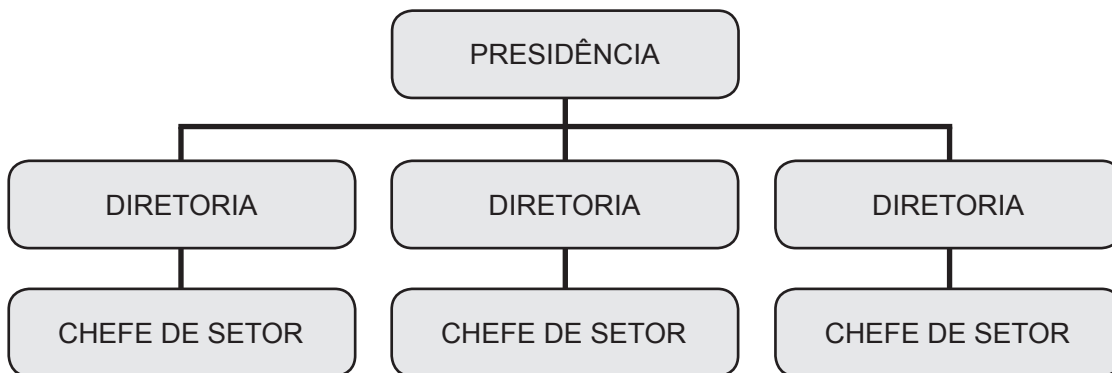 PRESIDÊNCIA
DIRETORIA
DIRETORIA
DIRETORIA
CHEFE DE SETOR
CHEFE DE SETOR
CHEFE DE SETOR